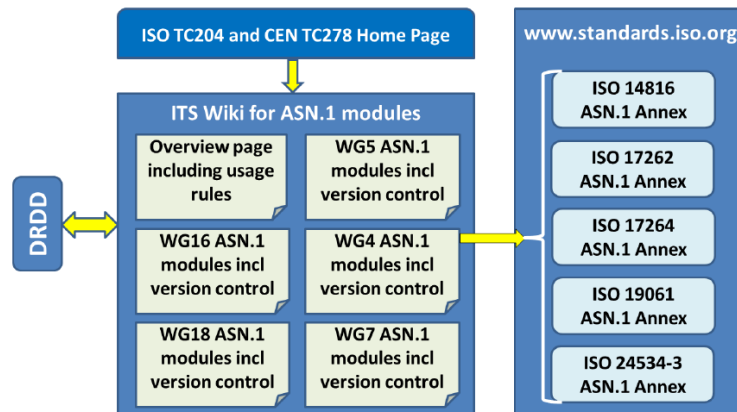 ISO TC204 and CEN TC278 Home Page
ITS Wiki for ASN.1 modules
Overview page
including usage
rules
WG5 ASN.1
modules incl
version control
WG16 ASN.1
modules incl
version control
WG4 ASN.1
modules incl
version control
WG18 ASN.1
modules incl
version control
WG7 ASN.1
modules incl
version control
DRDD
www.standards.iso.org
ISO 14816
ASN.1 Annex
ISO 17262
ASN.1 Annex
ISO 17264
ASN.1 Annex
ISO 19061
ASN.1 Annex
ISO 24534-3
ASN.1 Annex